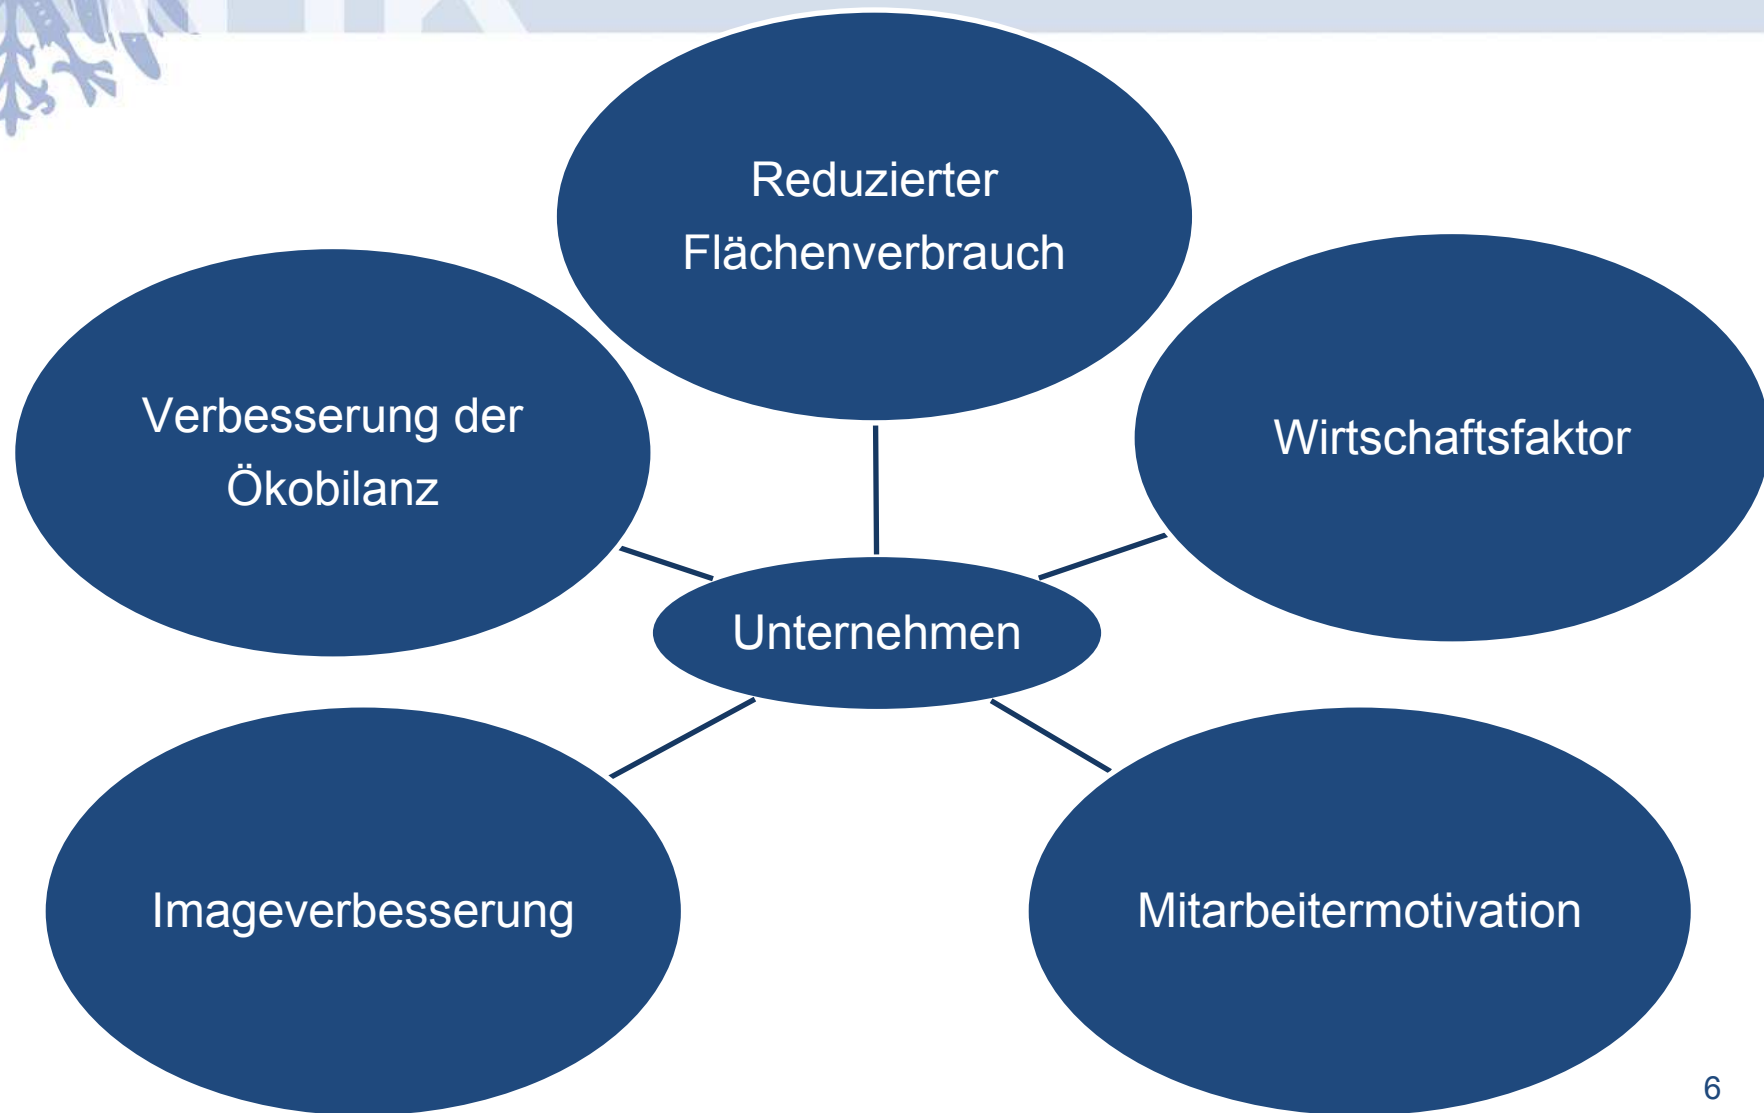 Reduzierter
Flächenverbrauch
Verbesserung der
Ökobilanz
Wirtschaftsfaktor
Unternehmen
Imageverbesserung
Mitarbeitermotivation
6